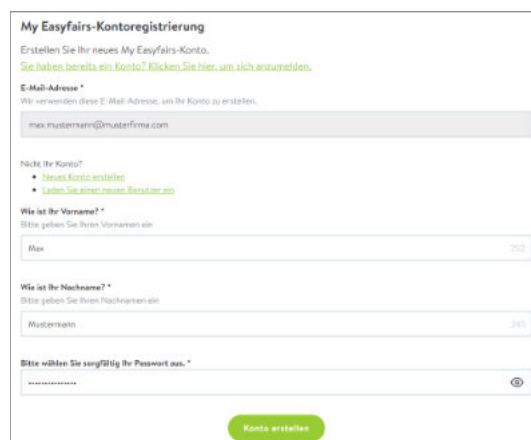 My Easyfairs-Kontoregistrierung
Erstellen Sie Ihr neues My Easyfairs-Konto.
Sie haben bereits ein Konto? Klicken Sie hier, um sich anzumelden.
E-Mail-Adresse *
Wir verwenden diese E-Mail-Adresse, um Ihr Konto zu erstellen.
max.mustermann@musterfirma.com
Nicht Ihr Konto?
Neues Konto erstellen
Laden Sie einen neuen Benutzer ein
Wie ist Ihr Vorname? *
Bitte geben Sie Ihren Vornamen ein
Max 252
Wie ist Ihr Nachname? *
Bitte geben Sie Ihren Nachnamen ein
Mustermann 245
Bitte wählen Sie sorgfältig Ihr Passwort aus. *
Konto erstellen